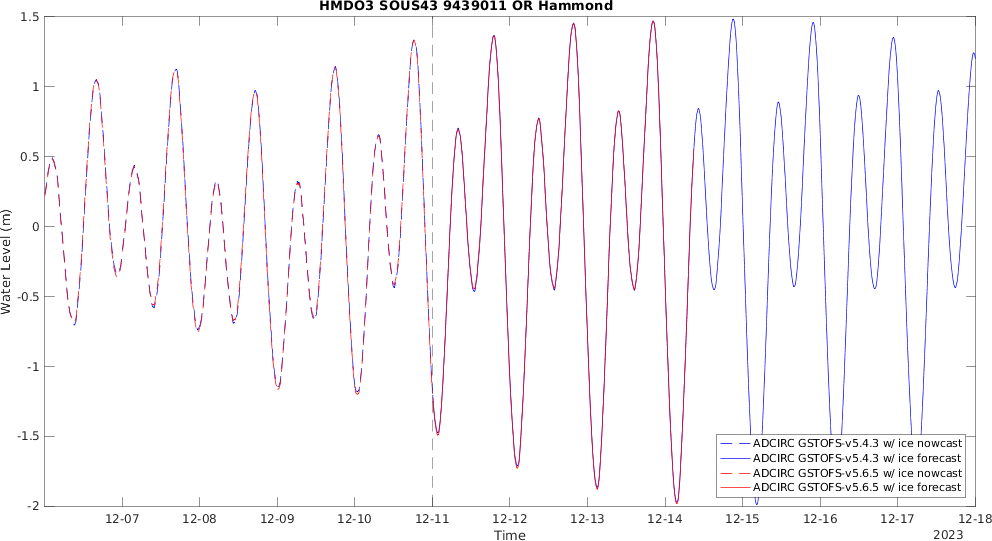 HMDO3 SOUS43 9439011 OR Hammond
1.5
1
0.5
0
-0.5
-1
-1.5
-2
Water Level (m)
ADCIRC GSTOFS-v5.4.3 w/ ice nowcast
ADCIRC GSTOFS-v5.4.3 w/ ice forecast
ADCIRC GSTOFS-v5.6.5 w/ ice nowcast
ADCIRC GSTOFS-v5.6.5 w/ ice forecast
12-07 12-08 12-09 12-10 12-11 12-12 12-13 12-14 12-15 12-16 12-17 12-18
Time
2023